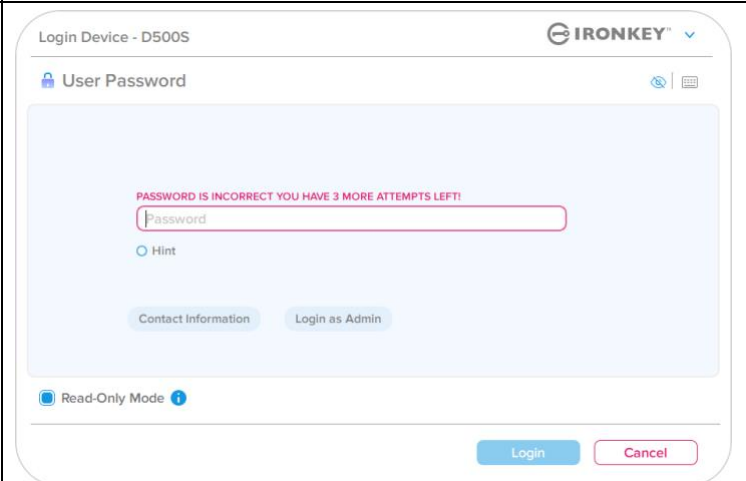 Login Device - D500S
IRONKEY™
User Password
PASSWORD IS INCORRECT YOU HAVE 3 MORE ATTEMPTS LEFT!
Password
Hint
Contact Information Login as Admin
Read-Only Mode i
Login Cancel